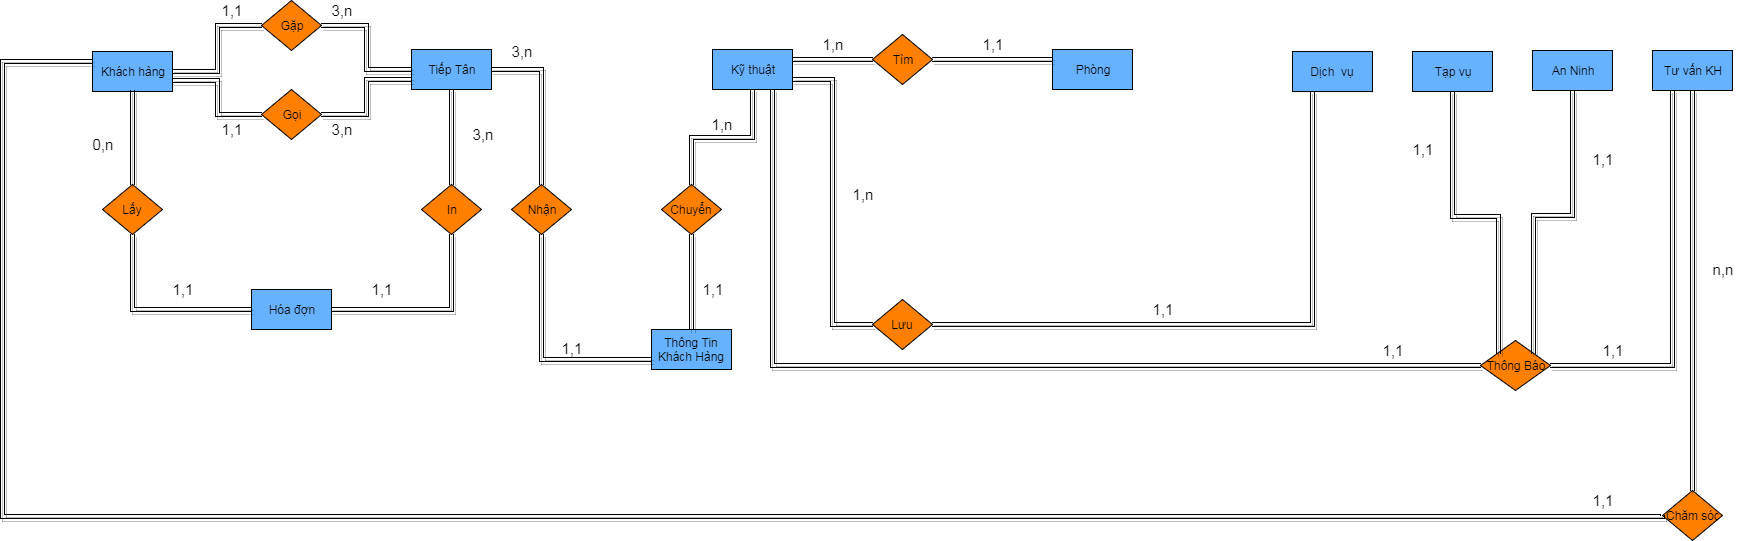 1,1
3,n
Gặp
Khách hàng
Tiếp Tân
3,n
Gọi
1,1
3,n
0,n
3,n
Lấy
In
Nhận
1,1
1,1
Hóa đợn
1,1
Kỹ thuật
1,n
Tìm
1,1
Phòng
1,n
Chuyển
1,1
Thông Tin
Khách Hàng
1,n
Lưu
1,1
Dịch vụ
Tạp vụ
An Ninh
Tư vấn KH
1,1
1,1
n,n
1,1
Thông Báo
1,1
1,1
Chăm sóc